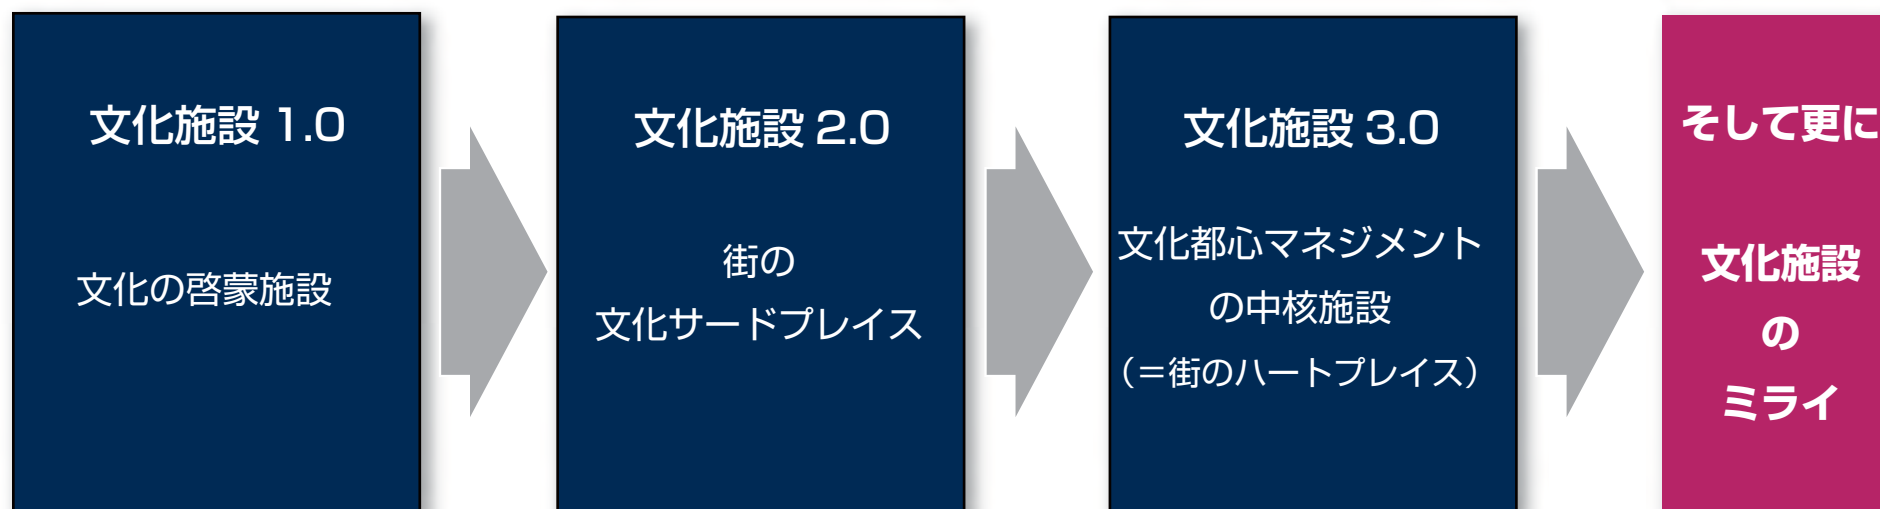 文化施設 1.0
文化の啓蒙施設
文化施設 2.0
街の
文化サードプレイス
文化施設 3.0
文化都心マネジメント
の中核施設
（＝街のハートプレイス）
そして更に
文化施設
の
ミライ